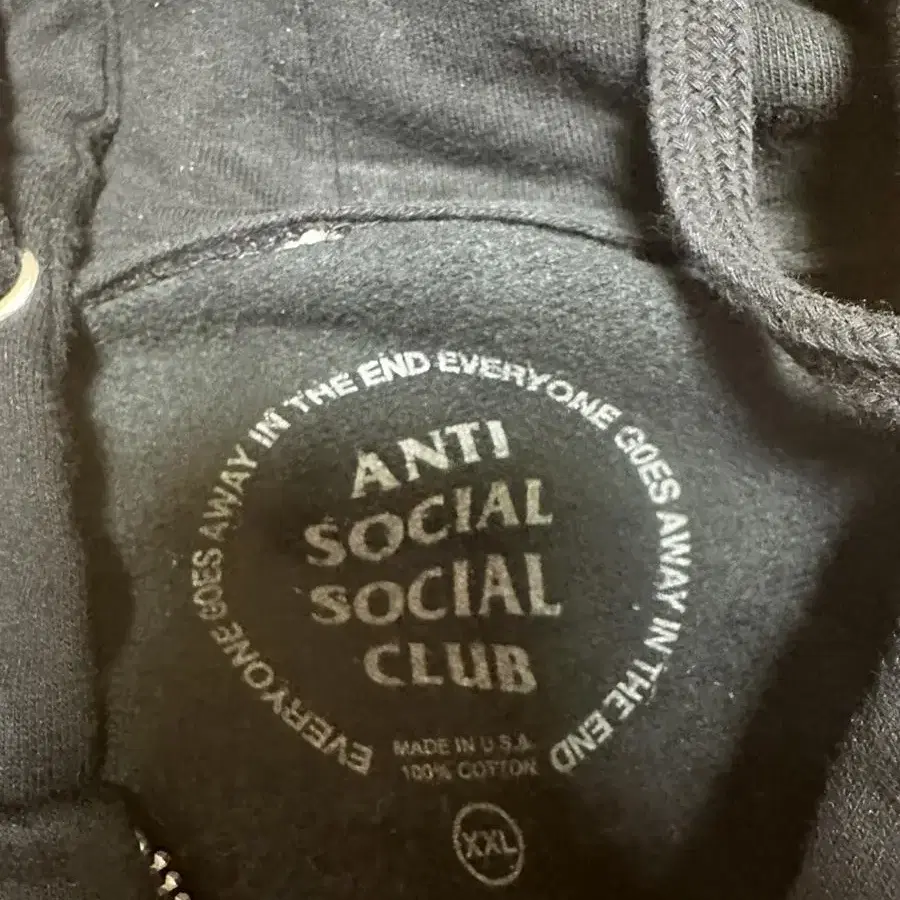 EVERYONE GOES AWAY IN THE END EVERYONE GOES AWAY IN THE END
ANTI
SOCIAL
SOCIAL
CLUB
MADE IN U.S.A.
100% COTTON
XXL